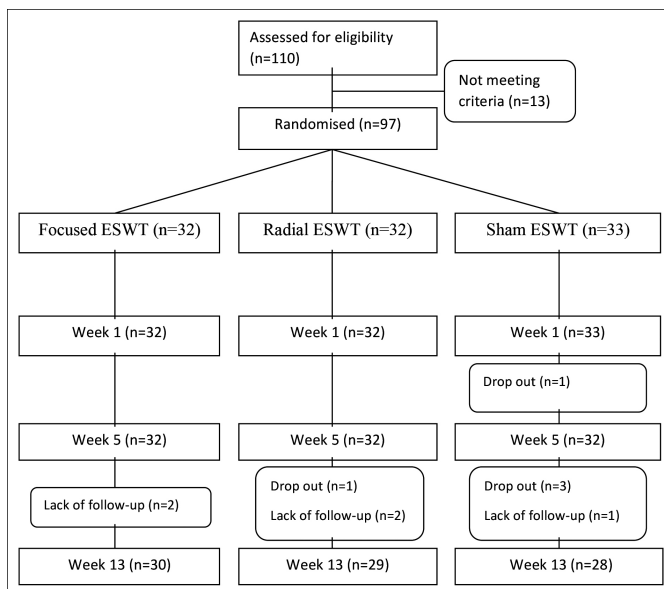 Assessed for eligibility
(n=110)
Not meeting
criteria (n=13)
Randomised (n=97)
Focused ESWT (n=32)
Radial ESWT (n=32)
Sham ESWT (n=33)
Week 1 (n=32)
Week 1 (n=32)
Week 1 (n=33)
Drop out (n=1)
Week 5 (n=32)
Week 5 (n=32)
Week 5 (n=32)
Lack of follow-up (n=2)
Drop out (n=1)
Lack of follow-up (n=2)
Drop out (n=3)
Lack of follow-up (n=1)
Week 13 (n=30)
Week 13 (n=29)
Week 13 (n=28)